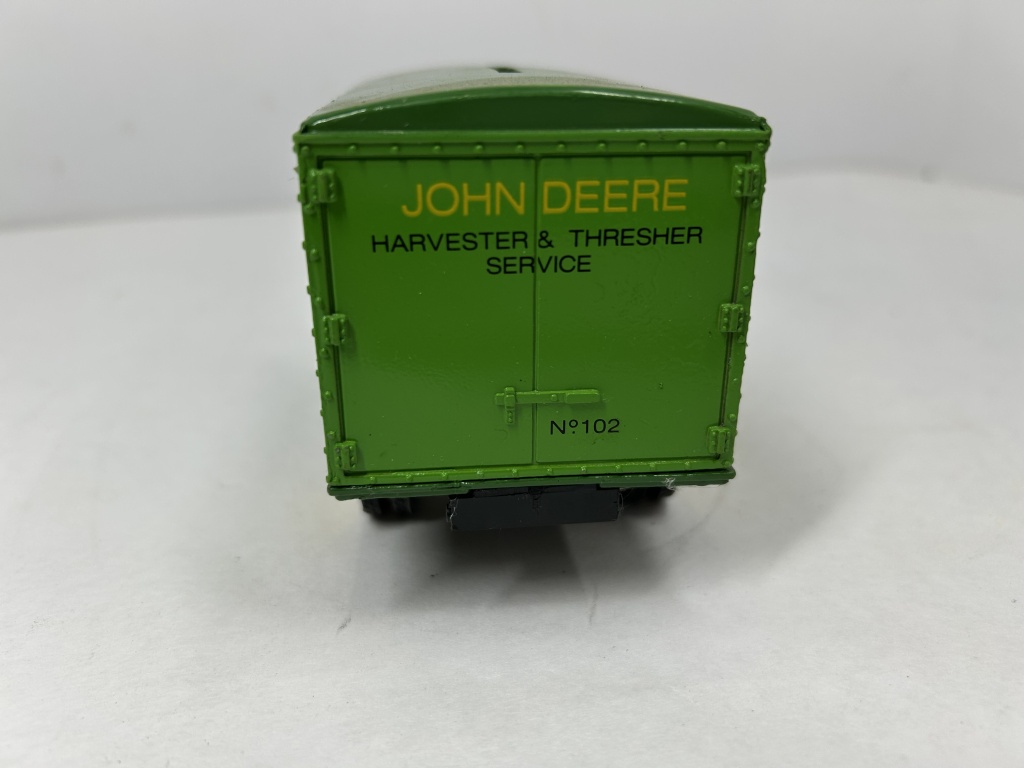 JOHN DEERE
HARVESTER & THRESHER
SERVICE
Nº102